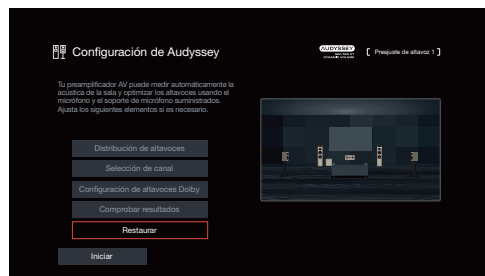 Configuración de Audyssey
AUDYSSEY
[ Preajuste de altavoz 1 ]
Tu preamplificador AV puede medir automáticamente la
acústica de la sala y optimizar los altavoces usando el
micrófono y el soporte de micrófono suministrados.
Ajusta los siguientes elementos si es necesario.
Distribución de altavoces
Selección de canal
Configuración de altavoces Dolby
Comprobar resultados
Restaurar
Iniciar